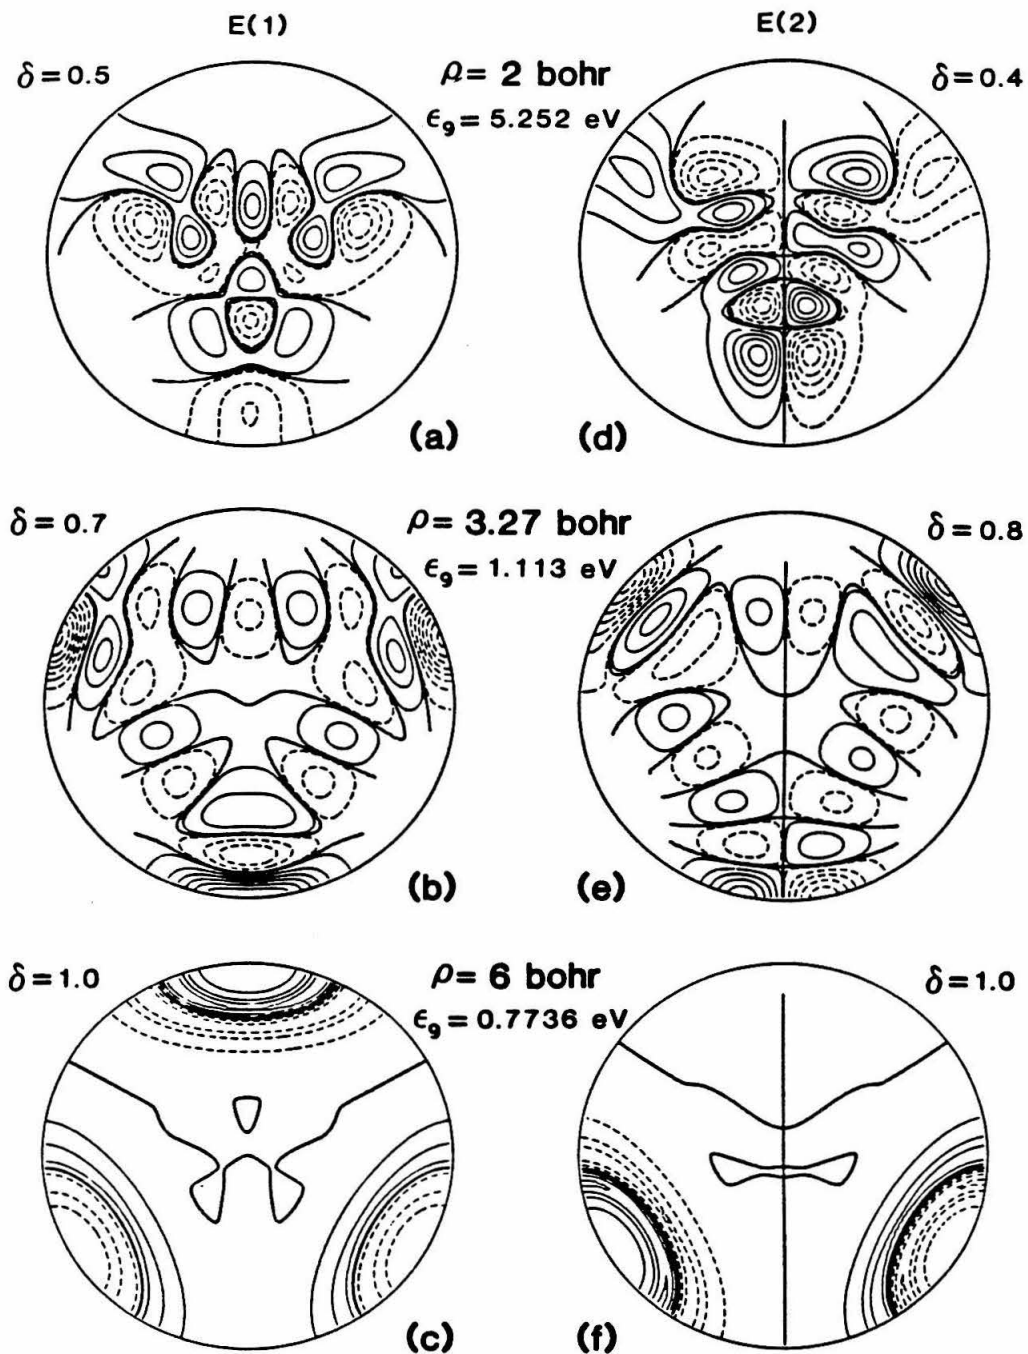 E(1)
E(2)
δ = 0.5
ρ = 2 bohr
ϵ₉ = 5.252 eV
δ = 0.4
(a)
(d)
δ = 0.7
ρ = 3.27 bohr
ϵ₉ = 1.113 eV
δ = 0.8
(b)
(e)
δ = 1.0
ρ = 6 bohr
ϵ₉ = 0.7736 eV
δ = 1.0
(c)
(f)